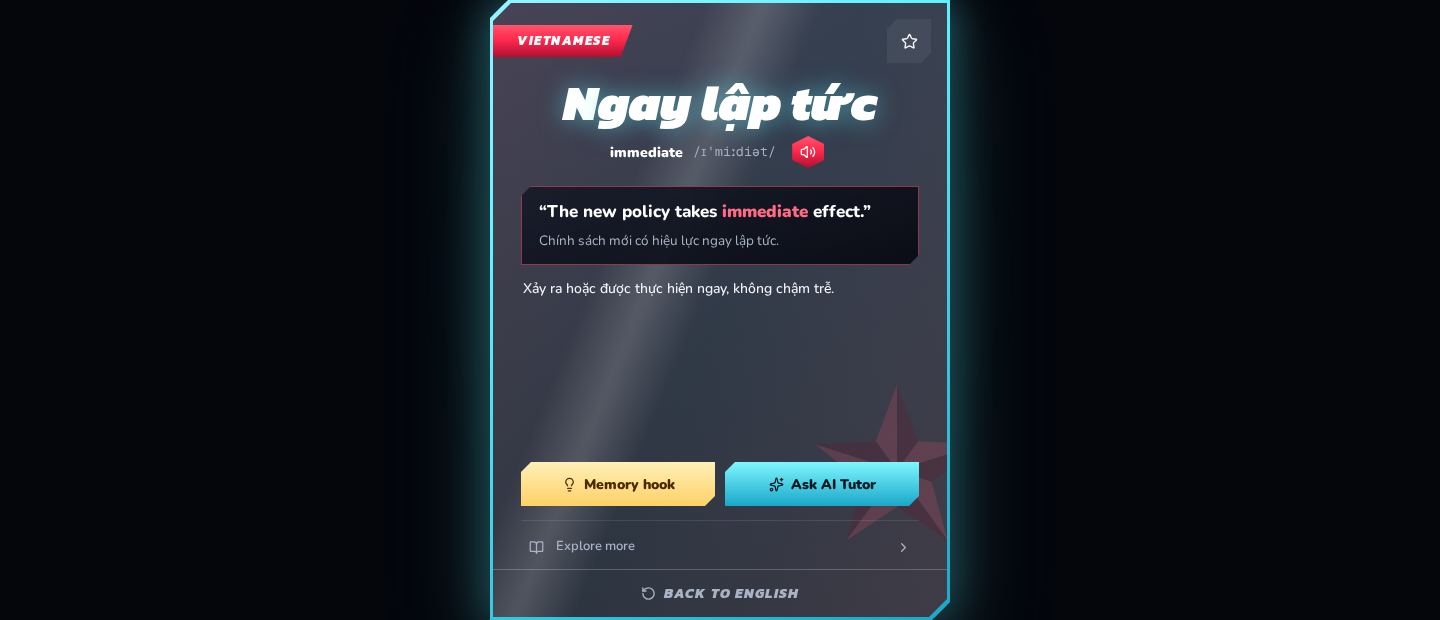 VIETNAMESE
Ngay lập tức
immediate /ɪˈmiːdiət/
“The new policy takes immediate effect.”
Chính sách mới có hiệu lực ngay lập tức.
Xảy ra hoặc được thực hiện ngay, không chậm trễ.
Memory hook
Ask AI Tutor
Explore more
BACK TO ENGLISH